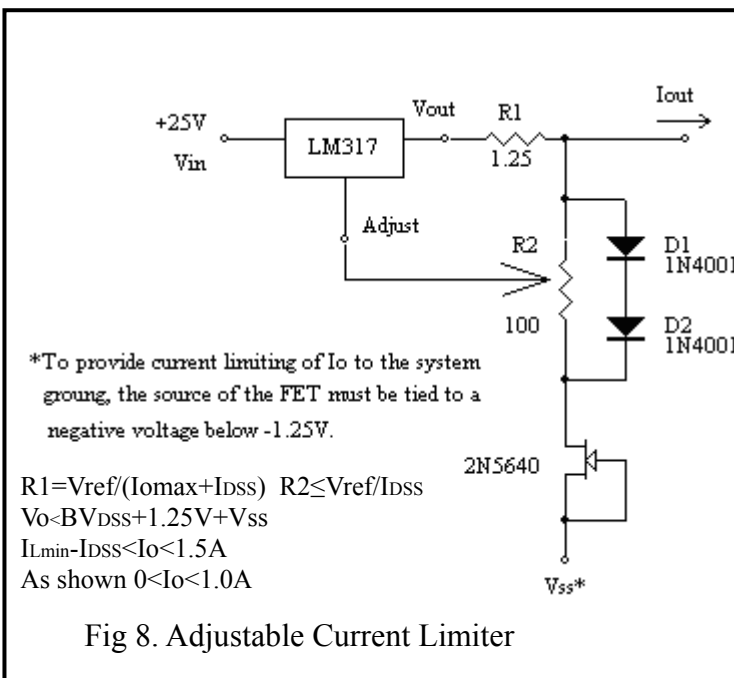 Iout
Vout
R1
+25V
LM317
1.25
Vin
Adjust
R2
D1
1N4001
100
D2
1N4001
*To provide current limiting of Io to the system
groung, the source of the FET must be tied to a
negative voltage below -1.25V.
2N5640
R1=Vref/(Iomax+IDSS) R2≤Vref/IDSS
Vo<BVDSS+1.25V+Vss
ILmin-IDSS<Io<1.5A
As shown 0<Io<1.0A
Vss*
Fig 8. Adjustable Current Limiter